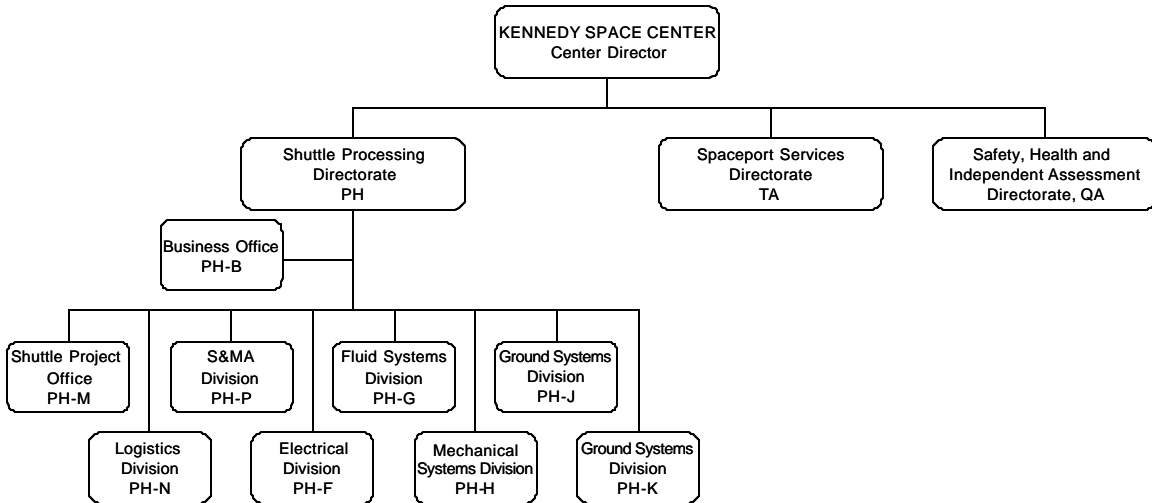 KENNEDY SPACE CENTER
Center Director
Shuttle Processing
Directorate
PH
Spaceport Services
Directorate
TA
Safety, Health and
Independent Assessment
Directorate, QA
Business Office
PH-B
Shuttle Project
Office
PH-M
S&MA
Division
PH-P
Fluid Systems
Division
PH-G
Ground Systems
Division
PH-J
Logistics
Division
PH-N
Electrical
Division
PH-F
Mechanical
Systems Division
PH-H
Ground Systems
Division
PH-K